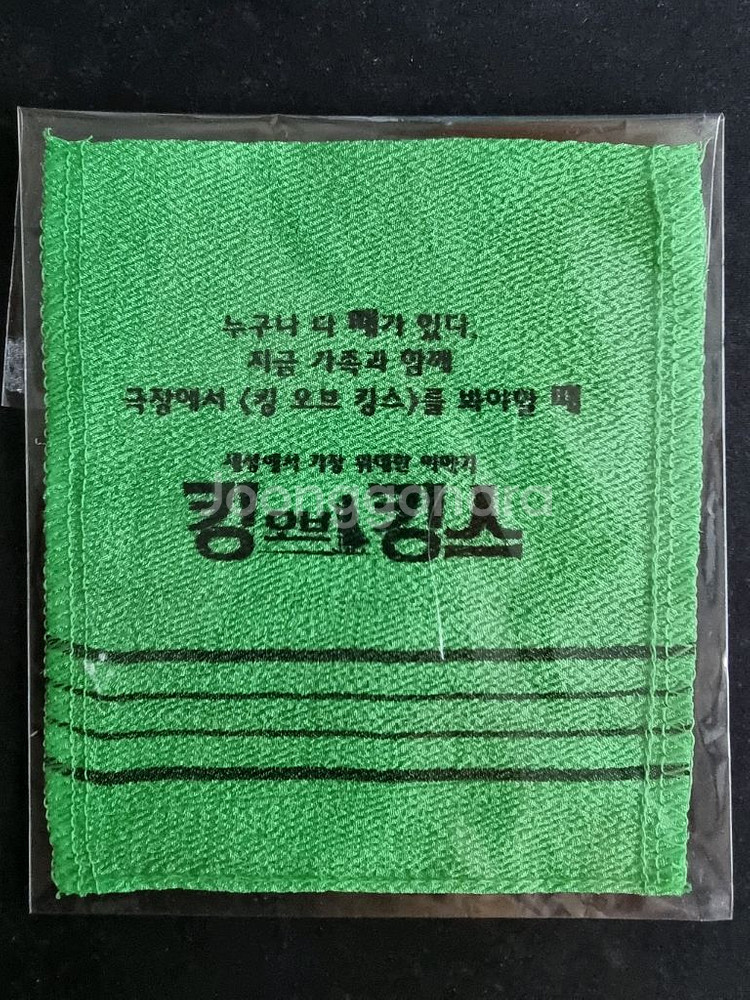 누구나 다 때가 있다.
지금 가족과 함께
극장에서 <킹 오브 킹스>를 봐야할 때
세상에서 가장 위대한 이야기
킹 오브 킹스
Joongonara